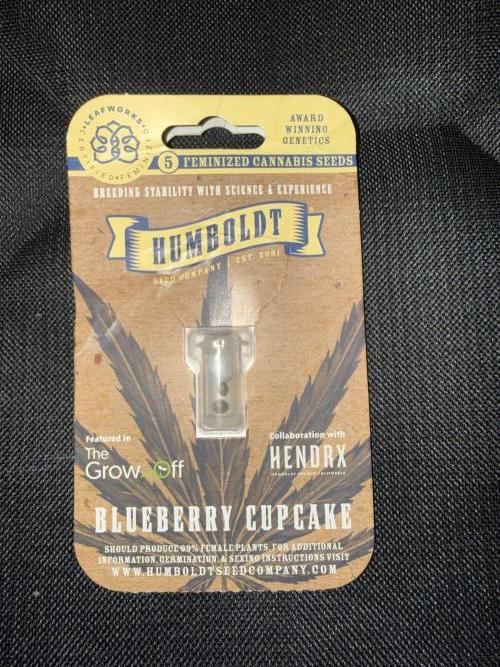 LEAFWORKS
CERTIFIED FEMINIZED
AWARD
WINNING
GENETICS
5 FEMINIZED CANNABIS SEEDS
BREEDING STABILITY WITH SCIENCE & EXPERIENCE
HUMBOLDT
SEED COMPANY | EST 2001
Featured in
The
Grow-Off
Collaboration with
HENDRX
BLUEBERRY CUPCAKE
SHOULD PRODUCE 99% FEMALE PLANTS. FOR ADDITIONAL
INFORMATION, GERMINATION, & SEXING INSTRUCTIONS VISIT
WWW.HUMBOLDTSEEDCOMPANY.COM